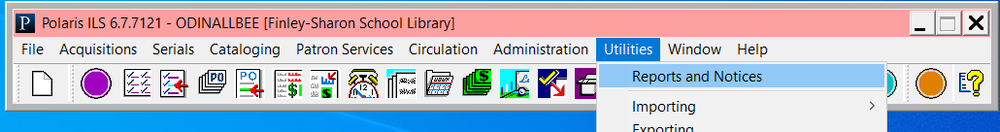 Polaris ILS 6.7.7121 - ODINALLBEE [Finley-Sharon School Library]
File Acquisitions Serials Cataloging Patron Services Circulation Administration Utilities Window Help
PO PO 12
Reports and Notices
Importing
Exporting